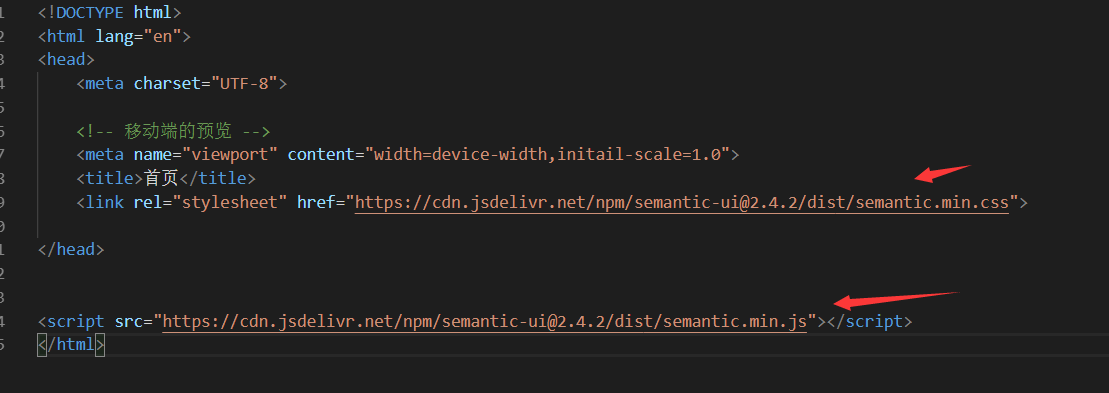 1 <!DOCTYPE html>
2 <html lang="en">
3 <head>
4 <meta charset="UTF-8">
5
6 <!-- 移动端的预览 -->
7 <meta name="viewport" content="width=device-width,initail-scale=1.0">
8 <title>首页</title>
9 <link rel="stylesheet" href="https://cdn.jsdelivr.net/npm/semantic-ui@2.4.2/dist/semantic.min.css">
0
1 </head>
2
3
4 <script src="https://cdn.jsdelivr.net/npm/semantic-ui@2.4.2/dist/semantic.min.js"></script>
5 </html>